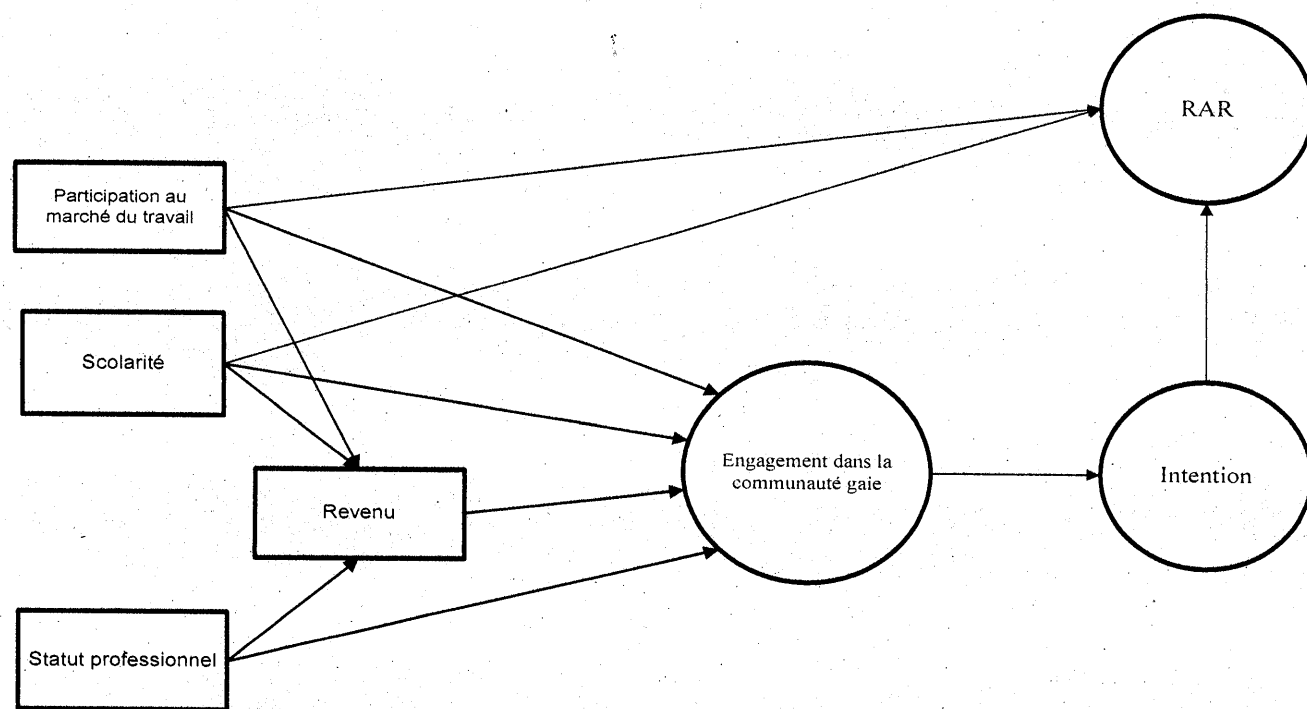 RAR
Participation au
marché du travail
Scolarité
Engagement dans la
communauté gaie
Intention
Revenu
Statut professionnel